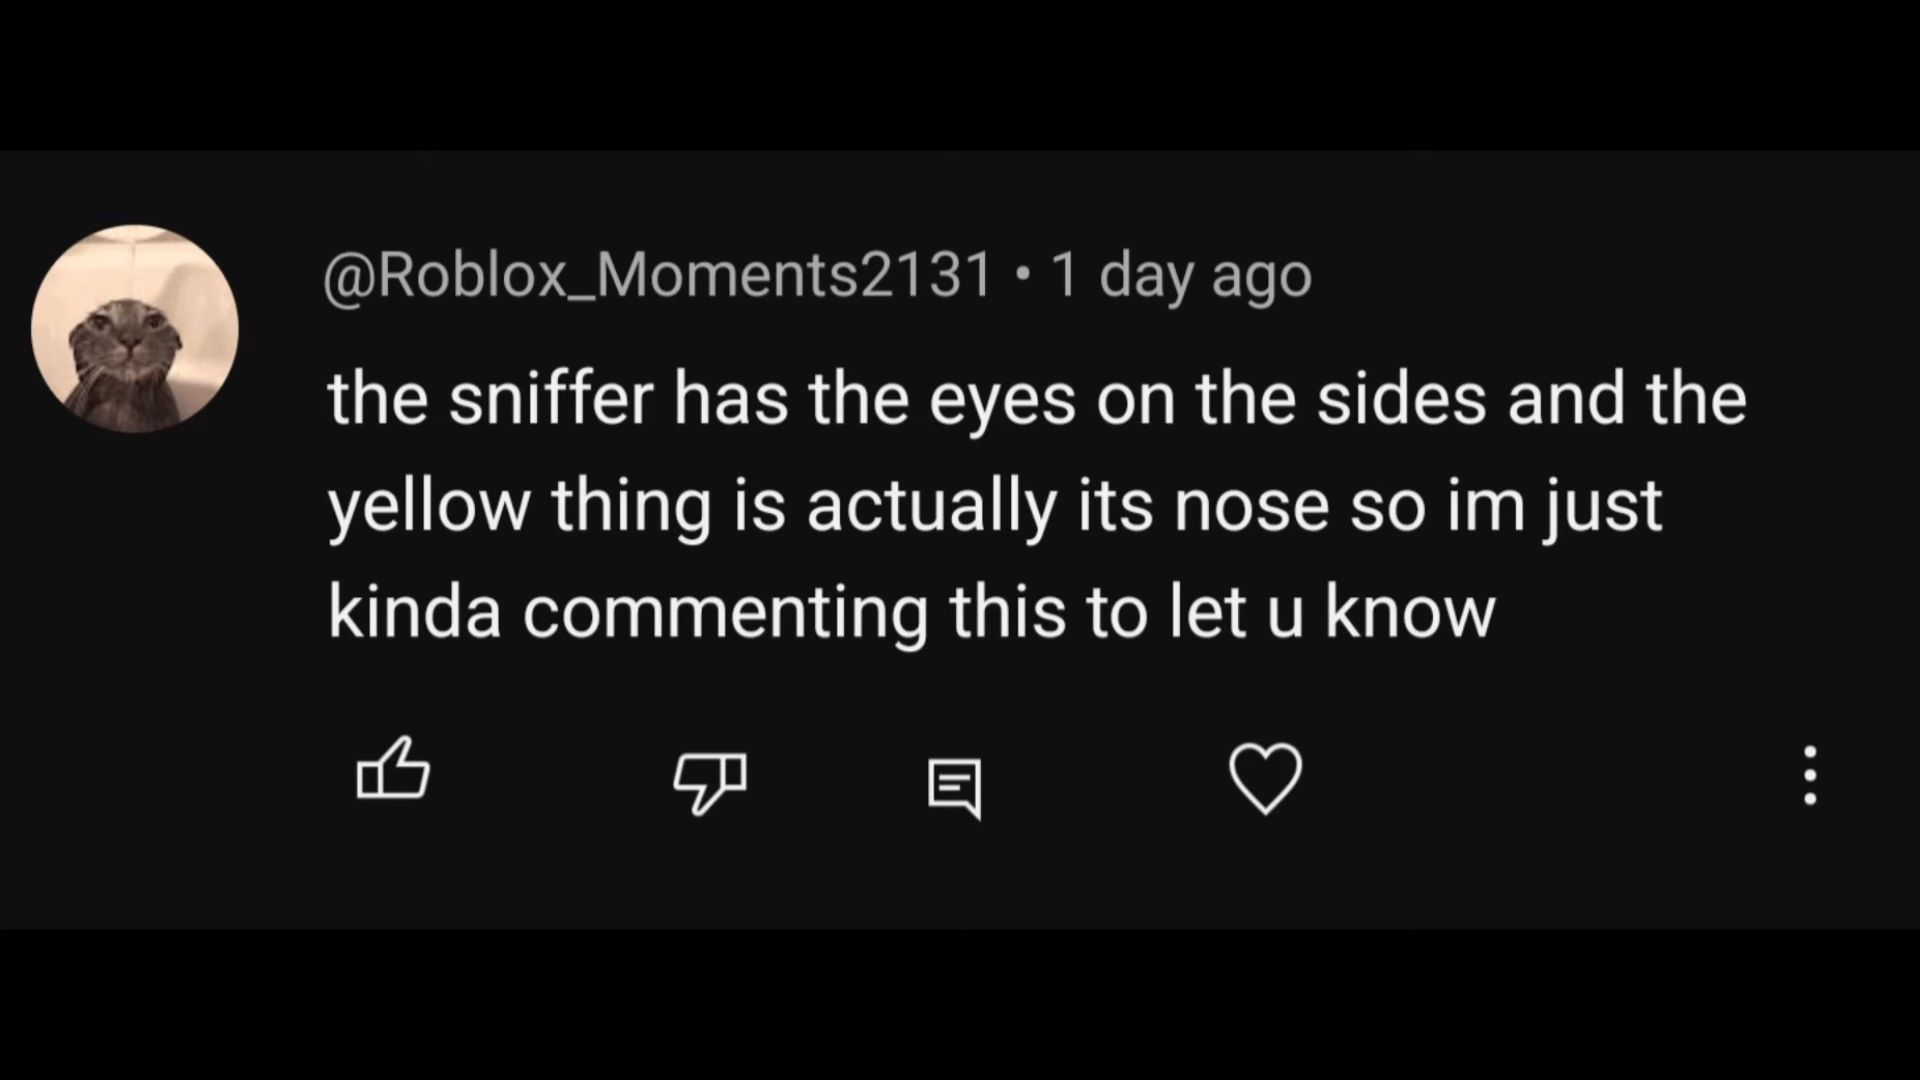 @Roblox_Moments2131 • 1 day ago
the sniffer has the eyes on the sides and the
yellow thing is actually its nose so im just
kinda commenting this to let u know